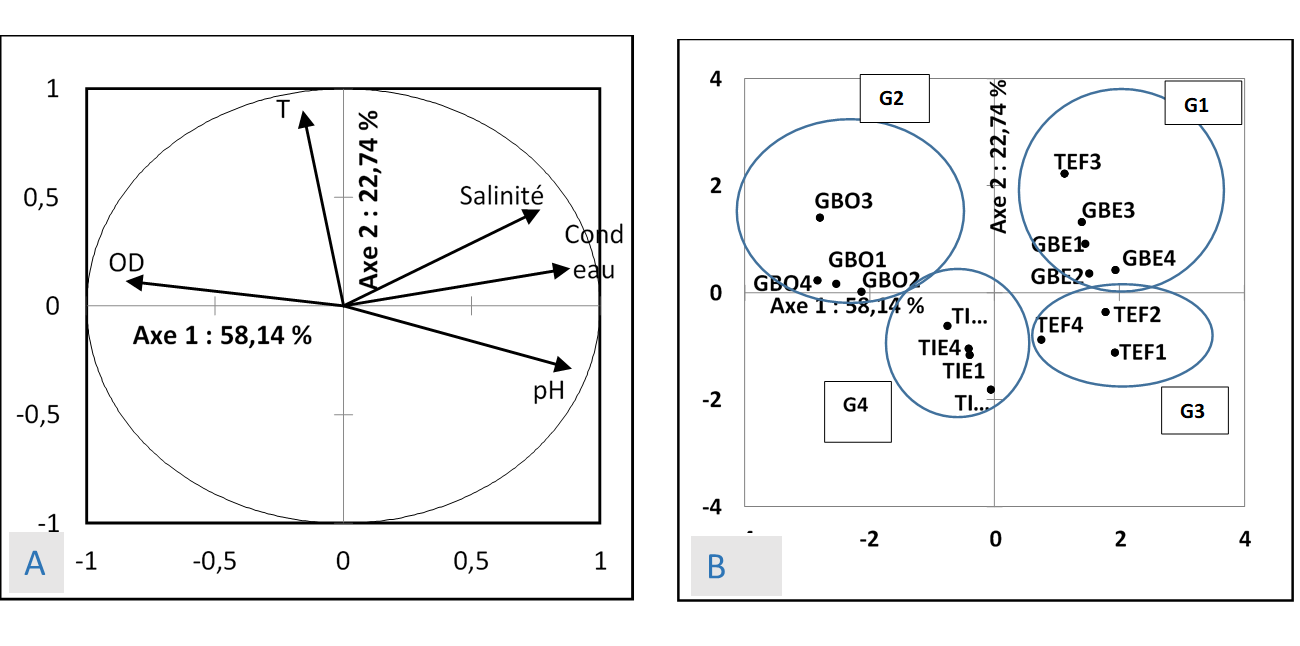 1
0,5
0
-0,5
-1
T
Axe 2 : 22,74 %
Salinité
Cond
eau
OD
Axe 1 : 58,14 %
pH
-1
-0,5
0
0,5
1
A
4
2
0
-2
-4
G2
G1
Axe 2 : 22,74 %
TEF3
GBO3
GBE3
GBE1
GBO1
GBE4
GBO4
GBO2
GBE2
Axe 1 : 58,14 %
TI...
TEF2
TEF4
TIE4
TEF1
TIE1
TI...
G4
G3
-2
0
2
4
B